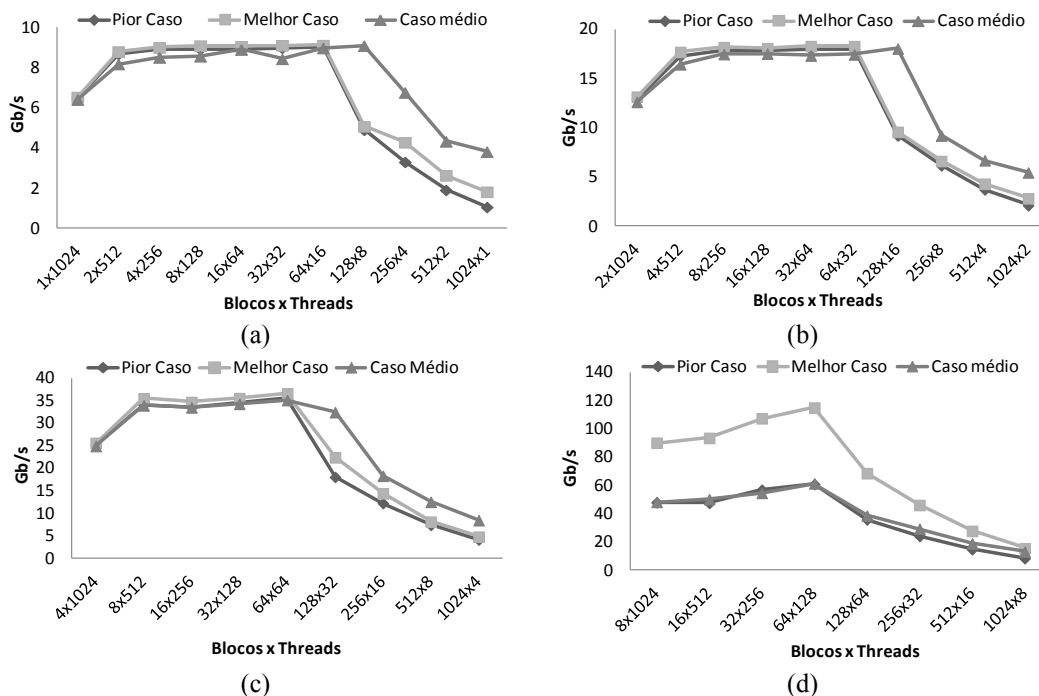 Pior Caso Melhor Caso Caso médio
10
8
6
4
2
0
Gb/s
1x1024 2x512 4x256 8x128 16x64 32x32 64x16 128x8 256x4 512x2 1024x1
Blocos x Threads
(a)
Pior Caso Melhor Caso Caso médio
20
15
10
5
0
Gb/s
2x1024 4x512 8x256 16x128 32x64 64x32 128x16 256x8 512x4 1024x2
Blocos x Threads
(b)
Pior Caso Melhor Caso Caso Médio
40
35
30
25
20
15
10
5
0
Gb/s
4x1024 8x512 16x256 32x128 64x64 128x32 256x16 512x8 1024x4
Blocos x Threads
(c)
Pior Caso Melhor Caso Caso médio
140
120
100
80
60
40
20
0
Gb/s
8x1024 16x512 32x256 64x128 128x64 256x32 512x16 1024x8
Blocos x Threads
(d)